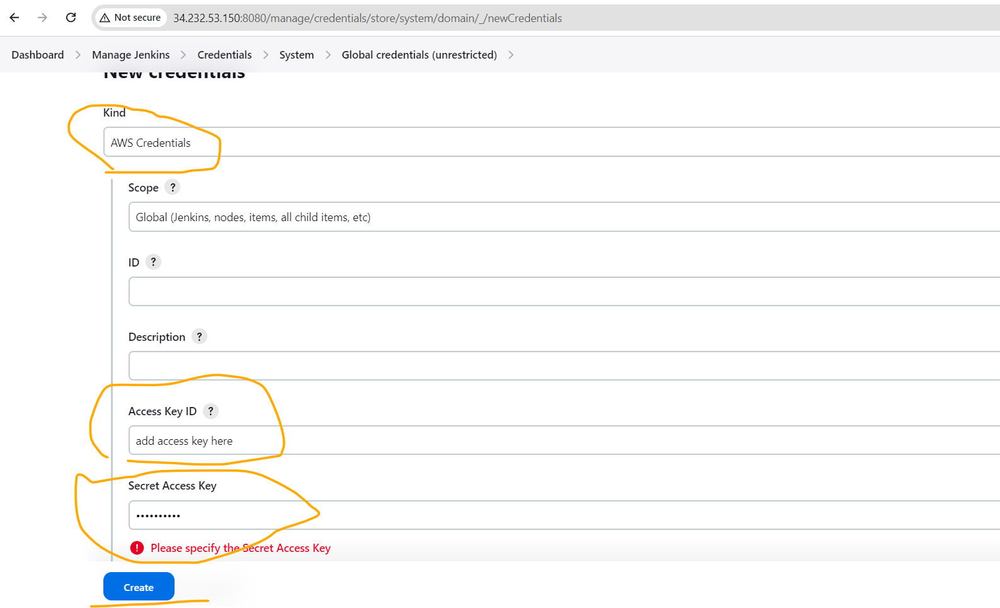 Not secure 34.232.53.150:8080/manage/credentials/store/system/domain/_/newCredentials
Dashboard > Manage Jenkins > Credentials > System > Global credentials (unrestricted) >
New credentials
Kind
AWS Credentials
Scope ?
Global (Jenkins, nodes, items, all child items, etc)
ID ?
Description ?
Access Key ID ?
add access key here
Secret Access Key
••••••••••
! Please specify the Secret Access Key
Create